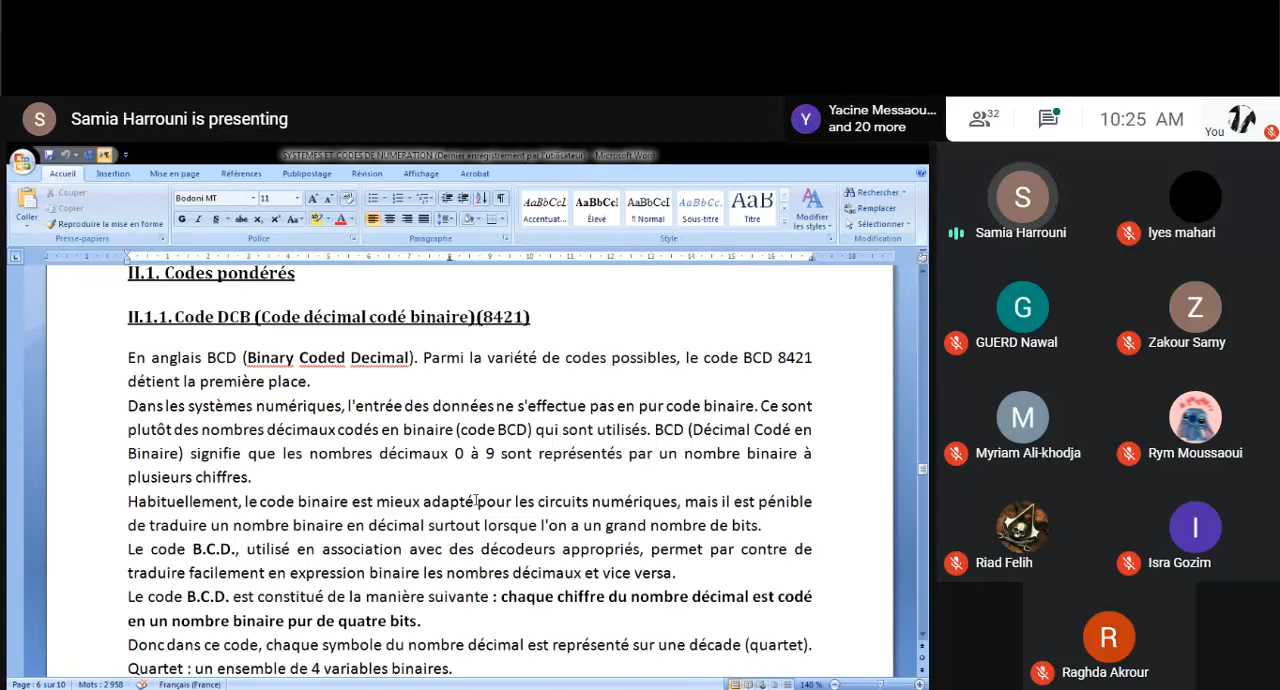 S Samia Harrouni is presenting
Y Yacine Messaou...
and 20 more
32
10:25 AM
You
SYSTEMES ET CODES DE NUMERATION (Dernier enregistrement par l'utilisateur) - Microsoft Word
Accueil Insertion Mise en page Références Publipostage Révision Affichage Acrobat
Coller
Couper
Copier
Reproduire la mise en forme
Presse-papiers
Bodoni MT 11
Police
Paragraphe
AaBbCcI AaBbCc. AaBbCcI AaBbCc. AaB
Accentuat... Élevé ¶ Normal Sous-titre Titre
Modifier
les styles
Style
Rechercher
Remplacer
Sélectionner
Modification
II.1. Codes pondérés
II.1.1. Code DCB (Code décimal codé binaire)(8421)
En anglais BCD (Binary Coded Decimal). Parmi la variété de codes possibles, le code BCD 8421
détient la première place.
Dans les systèmes numériques, l'entrée des données ne s'effectue pas en pur code binaire. Ce sont
plutôt des nombres décimaux codés en binaire (code BCD) qui sont utilisés. BCD (Décimal Codé en
Binaire) signifie que les nombres décimaux 0 à 9 sont représentés par un nombre binaire à
plusieurs chiffres.
Habituellement, le code binaire est mieux adapté pour les circuits numériques, mais il est pénible
de traduire un nombre binaire en décimal surtout lorsque l'on a un grand nombre de bits.
Le code B.C.D., utilisé en association avec des décodeurs appropriés, permet par contre de
traduire facilement en expression binaire les nombres décimaux et vice versa.
Le code B.C.D. est constitué de la manière suivante : chaque chiffre du nombre décimal est codé
en un nombre binaire pur de quatre bits.
Donc dans ce code, chaque symbole du nombre décimal est représenté sur une décade (quartet).
Quartet : un ensemble de 4 variables binaires.
Page : 6 sur 10 Mots : 2 958 Français (France) 148 %
S
Samia Harrouni
lyes mahari
G
GUERD Nawal
Z
Zakour Samy
M
Myriam Ali-khodja
Rym Moussaoui
Riad Felih
I
Isra Gozim
R
Raghda Akrour